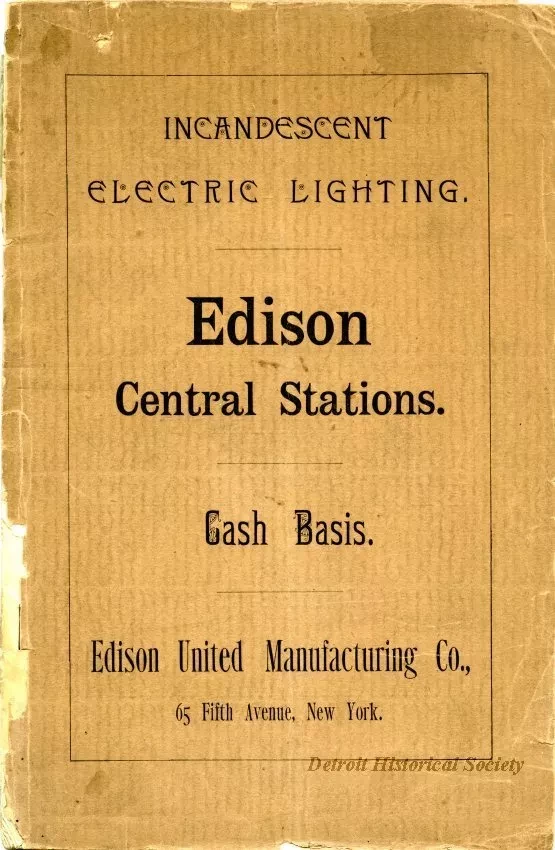 INCANDESCENT
ELECTRIC LIGHTING.
Edison
Central Stations.
Cash Basis.
Edison United Manufacturing Co.,
65 Fifth Avenue, New York.
Detroit Historical Society